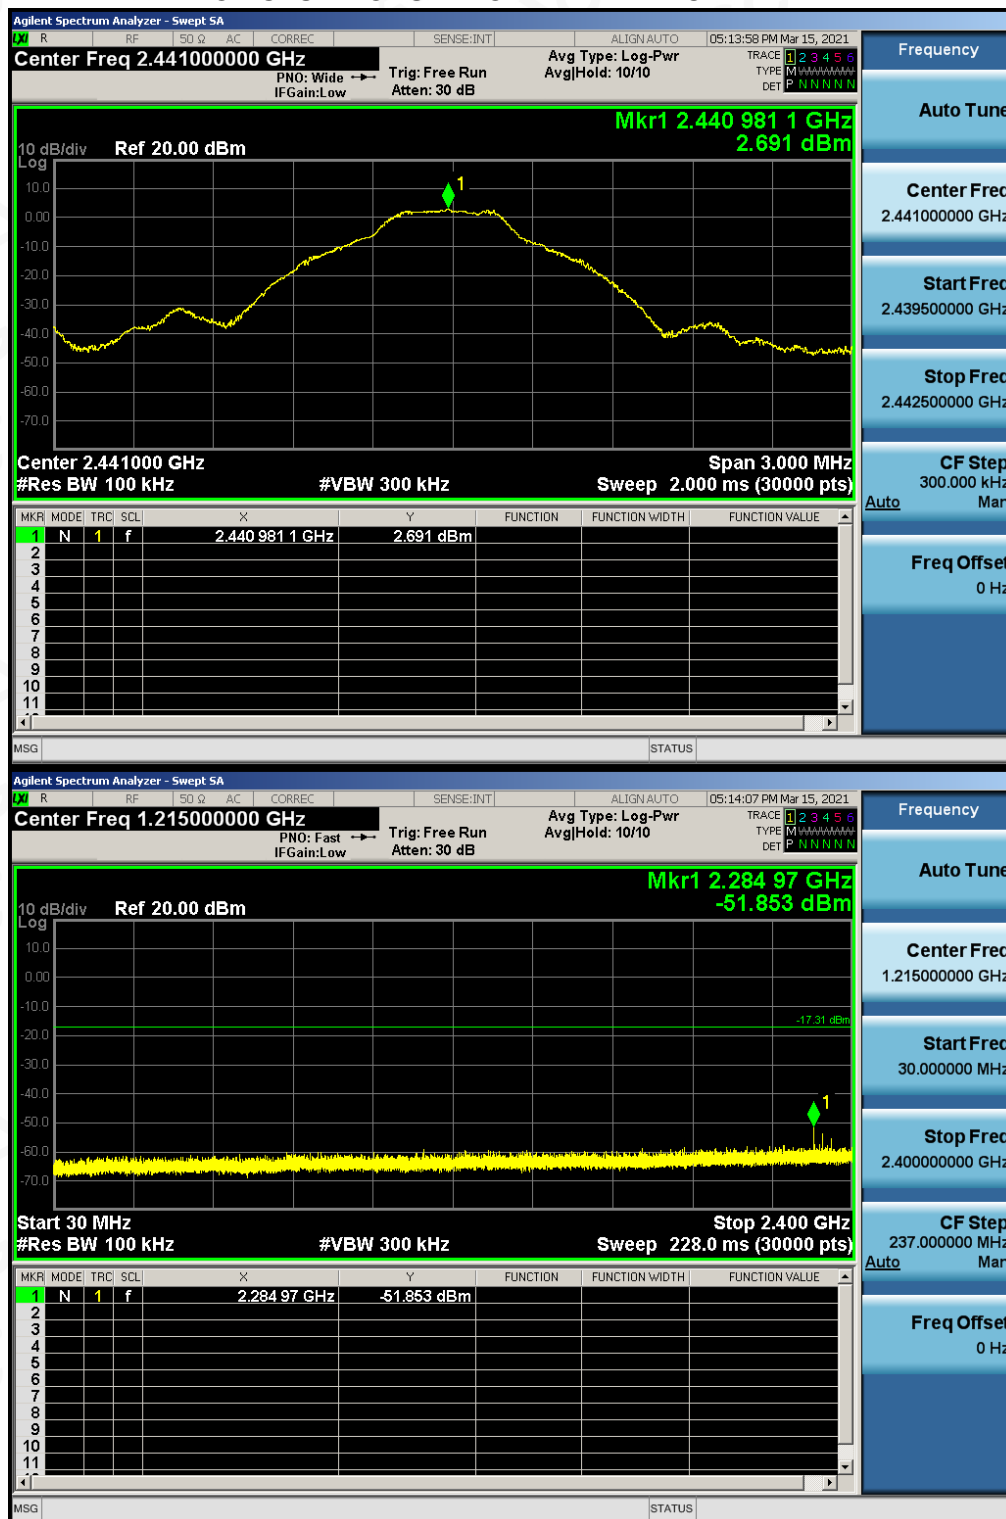 Agilent Spectrum Analyzer - Swept SA
LXI R RF 50 Ω AC CORREC SENSE:INT ALIGN AUTO 05:13:58 PM Mar 15, 2021
Center Freq 2.441000000 GHz
PNO: Wide
IFGain:Low
Trig: Free Run
Atten: 30 dB
Avg Type: Log-Pwr
Avg|Hold: 10/10
TRACE 1 2 3 4 5 6
TYPE M
DET P N N N N N
Mkr1 2.440 981 1 GHz
2.691 dBm
10 dB/div Ref 20.00 dBm
Log
10.0
0.00
-10.0
-20.0
-30.0
-40.0
-50.0
-60.0
-70.0
1
Center 2.441000 GHz Span 3.000 MHz
#Res BW 100 kHz #VBW 300 kHz Sweep 2.000 ms (30000 pts)
MKR MODE TRC SCL X Y FUNCTION FUNCTION WIDTH FUNCTION VALUE
1 N 1 f 2.440 981 1 GHz 2.691 dBm
2
3
4
5
6
7
8
9
10
11
MSG STATUS
Frequency
Auto Tune
Center Freq
2.441000000 GHz
Start Freq
2.439500000 GHz
Stop Freq
2.442500000 GHz
CF Step
300.000 kHz
Auto Man
Freq Offset
0 Hz
Agilent Spectrum Analyzer - Swept SA
LXI R RF 50 Ω AC CORREC SENSE:INT ALIGN AUTO 05:14:07 PM Mar 15, 2021
Center Freq 1.215000000 GHz
PNO: Fast
IFGain:Low
Trig: Free Run
Atten: 30 dB
Avg Type: Log-Pwr
Avg|Hold: 10/10
TRACE 1 2 3 4 5 6
TYPE M
DET P N N N N N
Mkr1 2.284 97 GHz
-51.853 dBm
10 dB/div Ref 20.00 dBm
Log
10.0
0.00
-10.0
-20.0
-30.0
-40.0
-50.0
-60.0
-70.0
-17.31 dBm
1
Start 30 MHz Stop 2.400 GHz
#Res BW 100 kHz #VBW 300 kHz Sweep 228.0 ms (30000 pts)
MKR MODE TRC SCL X Y FUNCTION FUNCTION WIDTH FUNCTION VALUE
1 N 1 f 2.284 97 GHz -51.853 dBm
2
3
4
5
6
7
8
9
10
11
MSG STATUS
Frequency
Auto Tune
Center Freq
1.215000000 GHz
Start Freq
30.000000 MHz
Stop Freq
2.400000000 GHz
CF Step
237.000000 MHz
Auto Man
Freq Offset
0 Hz